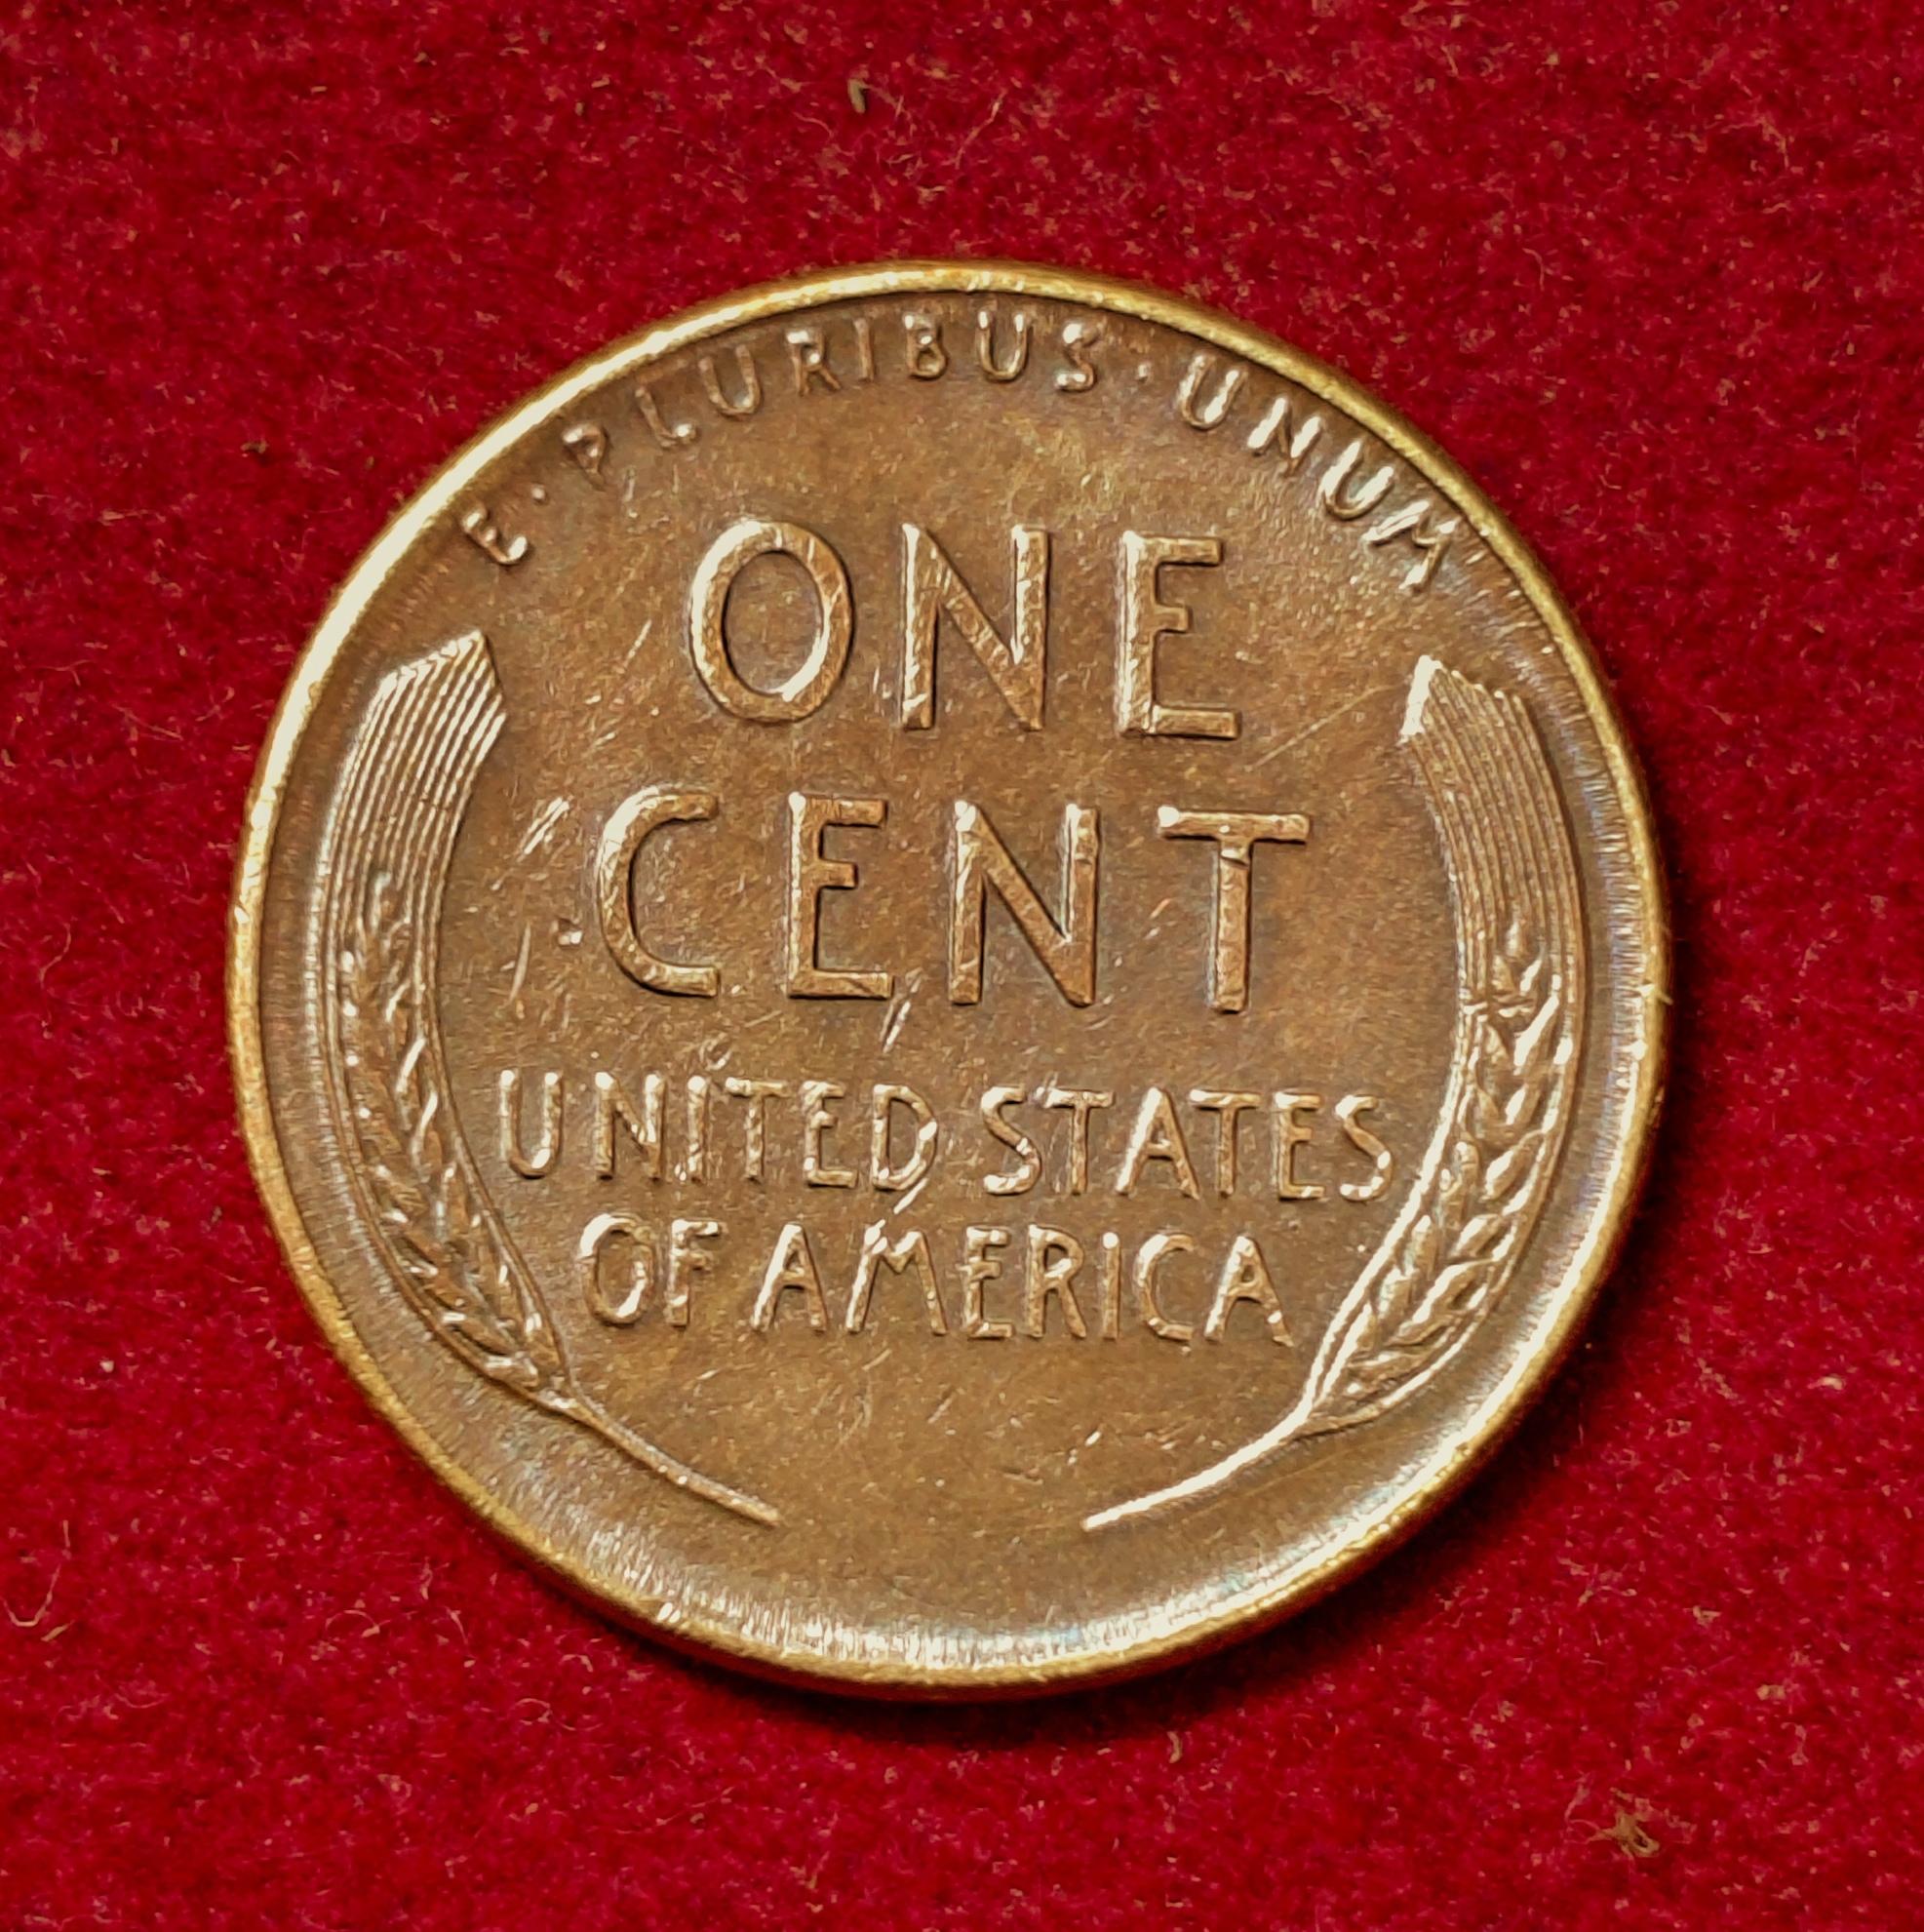 E·PLURIBUS·UNUM
ONE
CENT
UNITED STATES
OF AMERICA